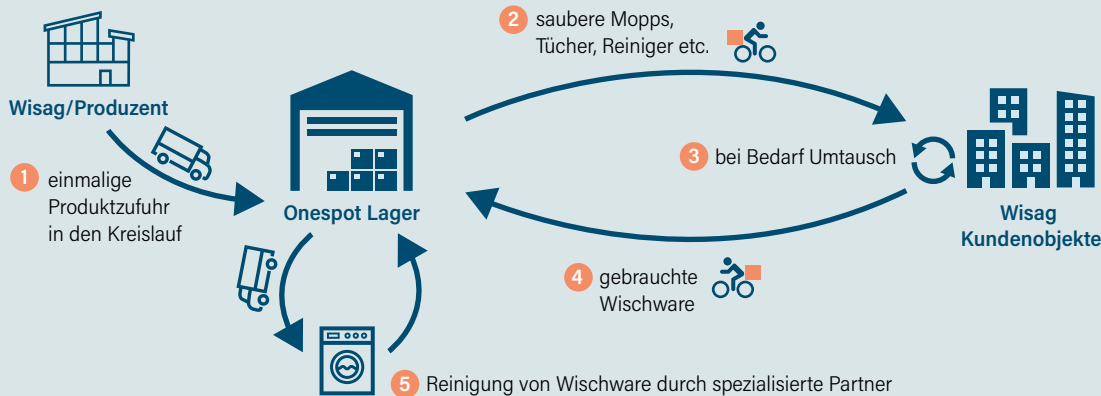 Wisag/Produzent
1 einmalige
Produktzufuhr
in den Kreislauf
Onespot Lager
2 saubere Mopps,
Tücher, Reiniger etc.
3 bei Bedarf Umtausch
Wisag
Kundenobjekte
4 gebrauchte
Wischware
5 Reinigung von Wischware durch spezialisierte Partner